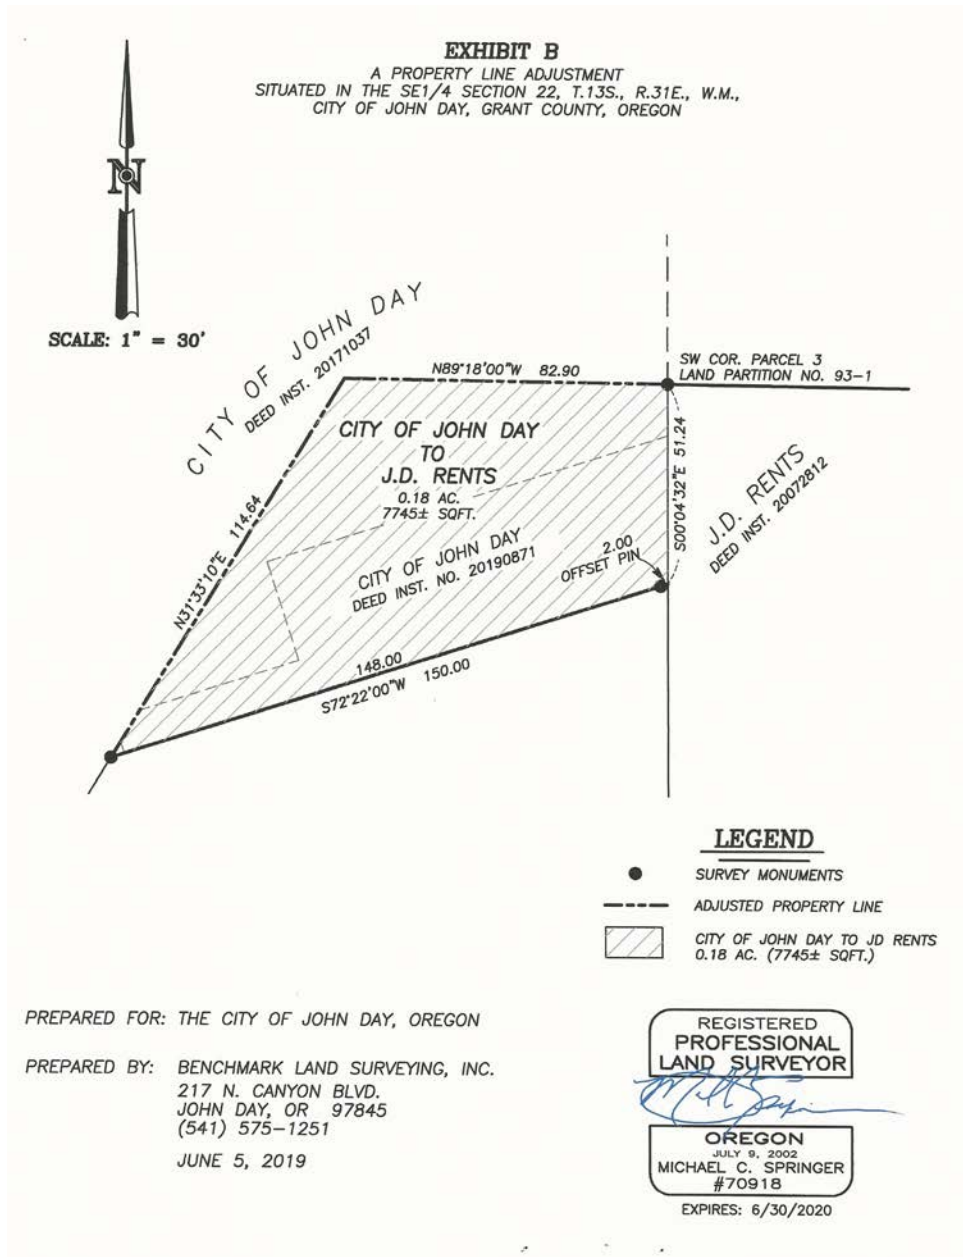 EXHIBIT B
A PROPERTY LINE ADJUSTMENT
SITUATED IN THE SE1/4 SECTION 22, T.13S., R.31E., W.M.,
CITY OF JOHN DAY, GRANT COUNTY, OREGON
N
SCALE: 1" = 30'
CITY OF JOHN DAY
DEED INST. 20171037
N89°18'00"W 82.90
SW COR. PARCEL 3
LAND PARTITION NO. 93-1
CITY OF JOHN DAY
TO
J.D. RENTS
0.18 AC.
7745± SQFT.
S00°04'32"E 51.24
J.D. RENTS
DEED INST. 20072812
N31°33'10"E 114.64
CITY OF JOHN DAY
DEED INST. NO. 20190871
2.00
OFFSET PIN
148.00
S72°22'00"W 150.00
LEGEND
SURVEY MONUMENTS
ADJUSTED PROPERTY LINE
CITY OF JOHN DAY TO JD RENTS
0.18 AC. (7745± SQFT.)
PREPARED FOR: THE CITY OF JOHN DAY, OREGON
PREPARED BY: BENCHMARK LAND SURVEYING, INC.
217 N. CANYON BLVD.
JOHN DAY, OR 97845
(541) 575-1251
JUNE 5, 2019
REGISTERED
PROFESSIONAL
LAND SURVEYOR
OREGON
JULY 9, 2002
MICHAEL C. SPRINGER
#70918
EXPIRES: 6/30/2020